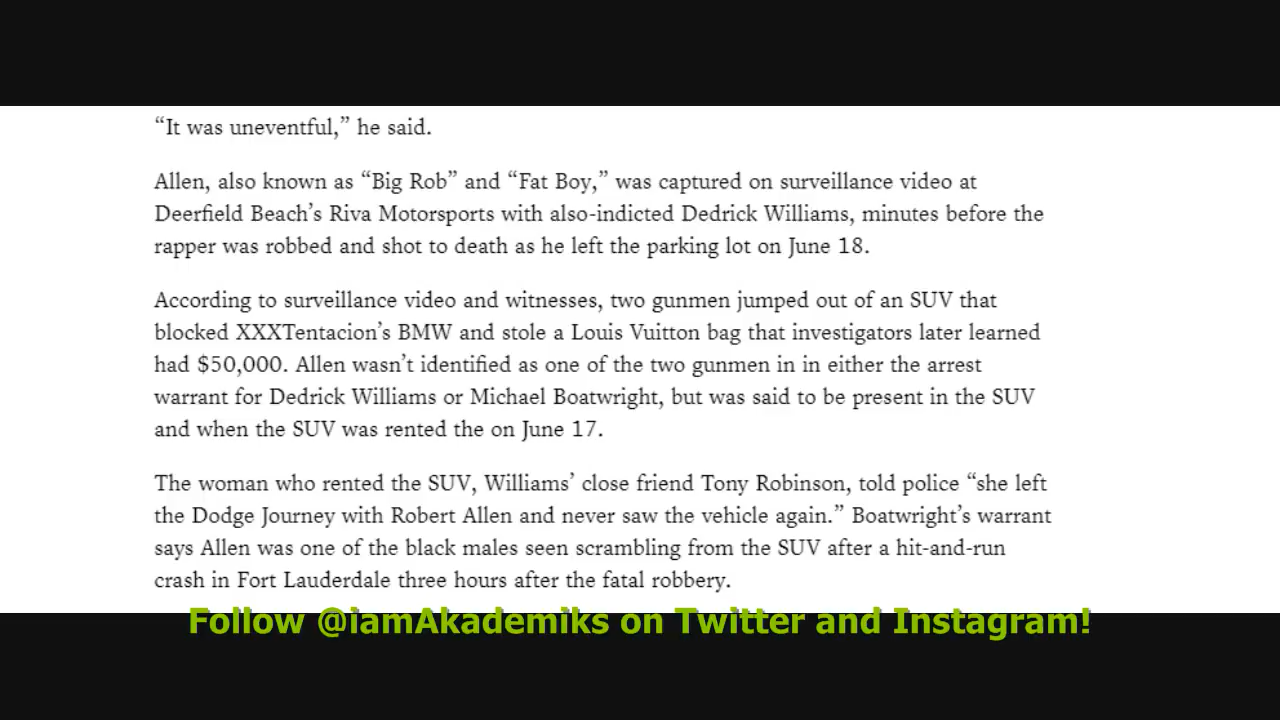 “It was uneventful,” he said.
Allen, also known as “Big Rob” and “Fat Boy,” was captured on surveillance video at
Deerfield Beach’s Riva Motorsports with also-indicted Dedrick Williams, minutes before the
rapper was robbed and shot to death as he left the parking lot on June 18.
According to surveillance video and witnesses, two gunmen jumped out of an SUV that
blocked XXXTentacion’s BMW and stole a Louis Vuitton bag that investigators later learned
had $50,000. Allen wasn’t identified as one of the two gunmen in in either the arrest
warrant for Dedrick Williams or Michael Boatwright, but was said to be present in the SUV
and when the SUV was rented the on June 17.
The woman who rented the SUV, Williams’ close friend Tony Robinson, told police “she left
the Dodge Journey with Robert Allen and never saw the vehicle again.” Boatwright’s warrant
says Allen was one of the black males seen scrambling from the SUV after a hit-and-run
crash in Fort Lauderdale three hours after the fatal robbery.
Follow @iamAkademiks on Twitter and Instagram!